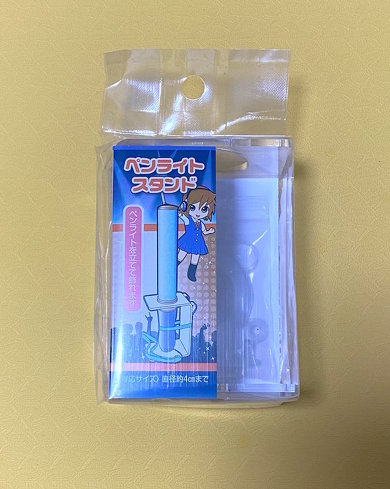 ペンライト
スタンド
ペンライトを立てて飾れます!
応サイズ〉直径約4cmまで